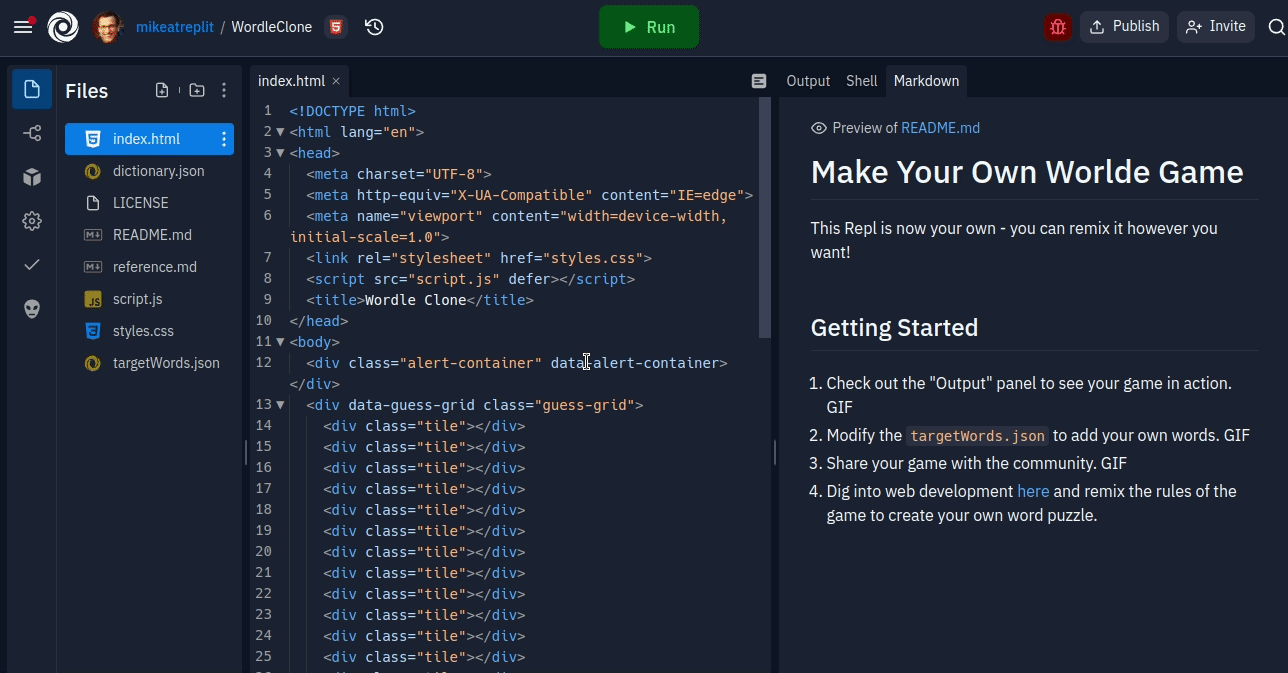 mikeatreplit / WordleClone
Run
Publish
Invite
Files
index.html
dictionary.json
LICENSE
README.md
reference.md
script.js
styles.css
targetWords.json
index.html ×
1 <!DOCTYPE html>
2 <html lang="en">
3 <head>
4 <meta charset="UTF-8">
5 <meta http-equiv="X-UA-Compatible" content="IE=edge">
6 <meta name="viewport" content="width=device-width,
initial-scale=1.0">
7 <link rel="stylesheet" href="styles.css">
8 <script src="script.js" defer></script>
9 <title>Wordle Clone</title>
10 </head>
11 <body>
12 <div class="alert-container" data-alert-container>
</div>
13 <div data-guess-grid class="guess-grid">
14 <div class="tile"></div>
15 <div class="tile"></div>
16 <div class="tile"></div>
17 <div class="tile"></div>
18 <div class="tile"></div>
19 <div class="tile"></div>
20 <div class="tile"></div>
21 <div class="tile"></div>
22 <div class="tile"></div>
23 <div class="tile"></div>
24 <div class="tile"></div>
25 <div class="tile"></div>
Output Shell Markdown
Preview of README.md
Make Your Own Worlde Game
This Repl is now your own - you can remix it however you
want!
Getting Started
1. Check out the "Output" panel to see your game in action.
GIF
2. Modify the targetWords.json to add your own words. GIF
3. Share your game with the community. GIF
4. Dig into web development here and remix the rules of the
game to create your own word puzzle.